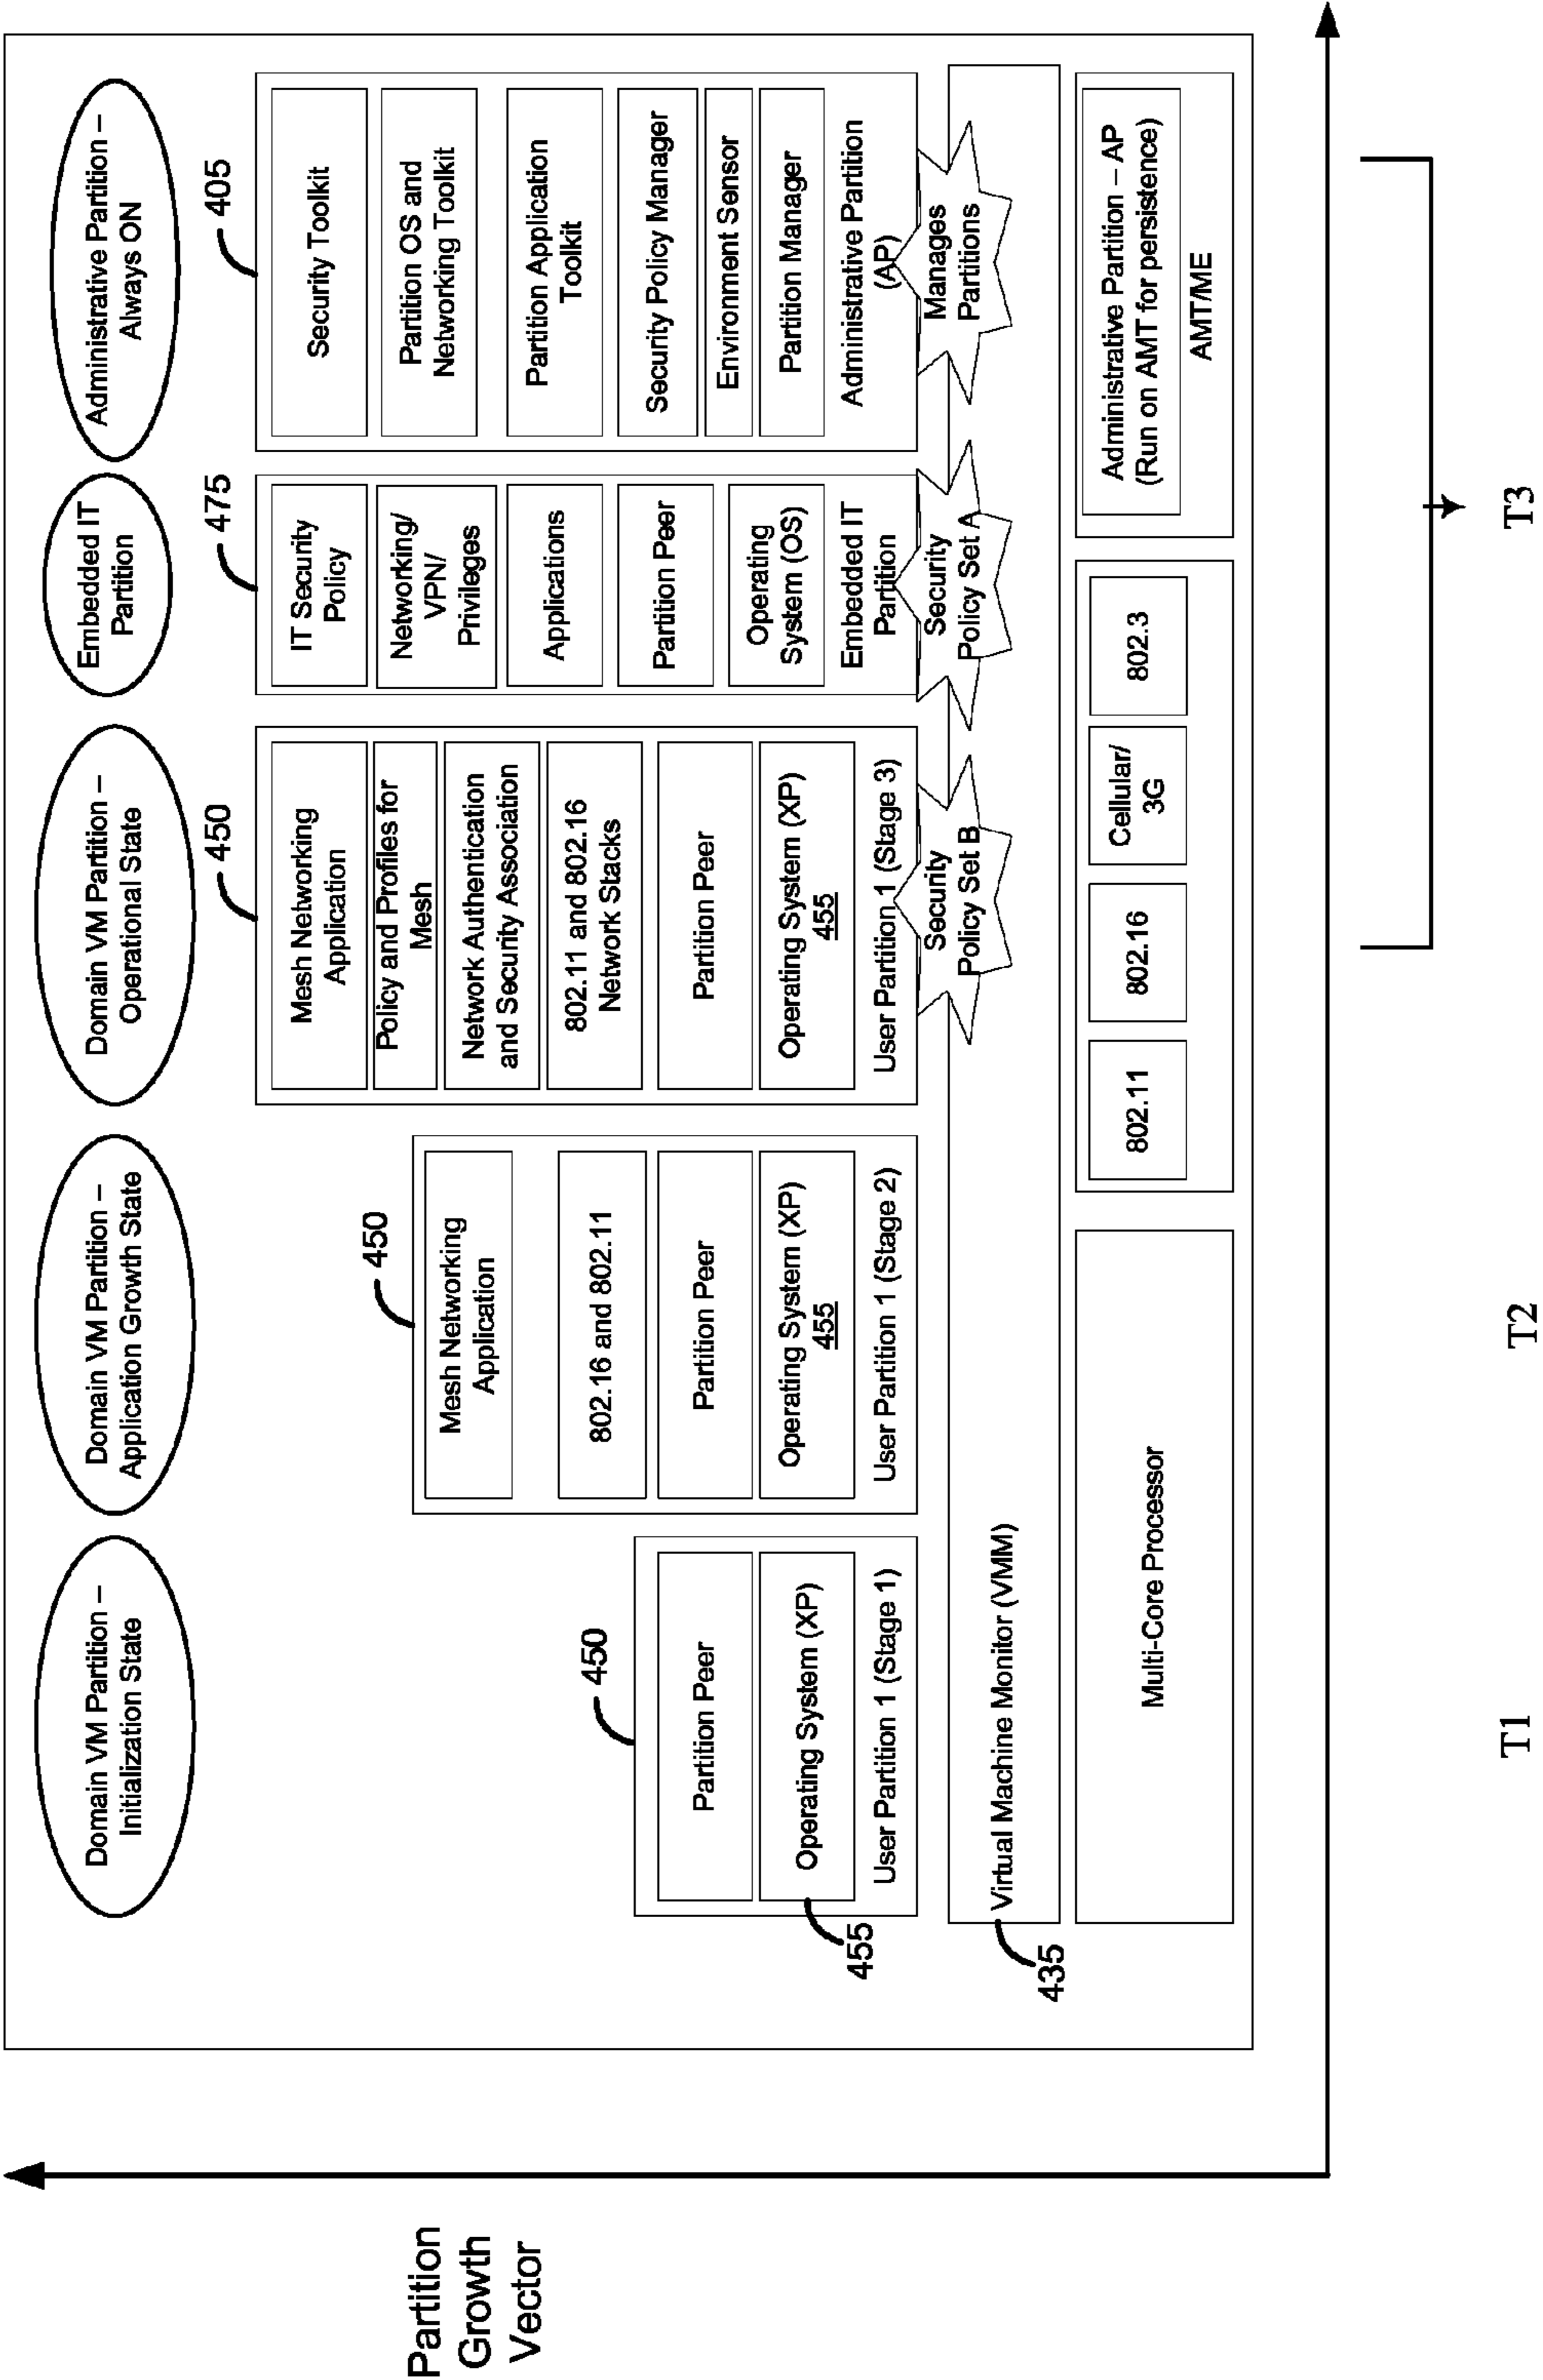 Partition
Growth
Vector
Domain VM Partition –
Initialization State
450
Partition Peer
Operating System (XP)
User Partition 1 (Stage 1)
455
Domain VM Partition –
Application Growth State
450
Mesh Networking
Application
802.16 and 802.11
Partition Peer
Operating System (XP)
455
User Partition 1 (Stage 2)
Domain VM Partition –
Operational State
450
Mesh Networking
Application
Policy and Profiles for
Mesh
Network Authentication
and Security Association
802.11 and 802.16
Network Stacks
Partition Peer
Operating System (XP)
455
User Partition 1 (Stage 3)
Security
Policy Set B
Embedded IT
Partition
475
IT Security
Policy
Networking/
VPN/
Privileges
Applications
Partition Peer
Operating
System (OS)
Embedded IT
Partition
Security
Policy Set A
Administrative Partition –
Always ON
405
Security Toolkit
Partition OS and
Networking Toolkit
Partition Application
Toolkit
Security Policy Manager
Environment Sensor
Partition Manager
Administrative Partition
(AP)
Manages
Partitions
Virtual Machine Monitor (VMM)
435
Multi-Core Processor
802.11
802.16
Cellular/
3G
802.3
Administrative Partition – AP
(Run on AMT for persistence)
AMT/ME
T1
T2
T3